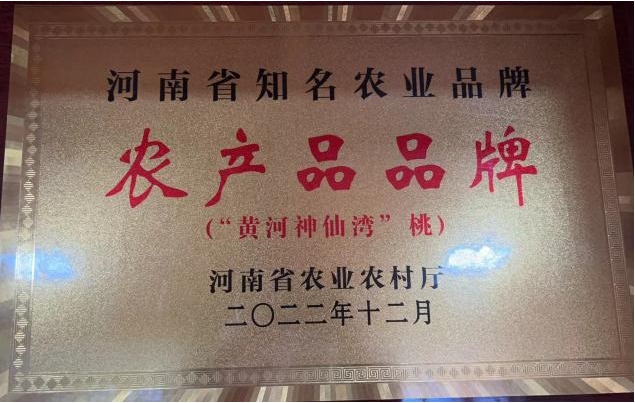 河南省知名农业品牌
农产品品牌
(“黄河神仙湾”桃)
河南省农业农村厅
二〇二二年十二月